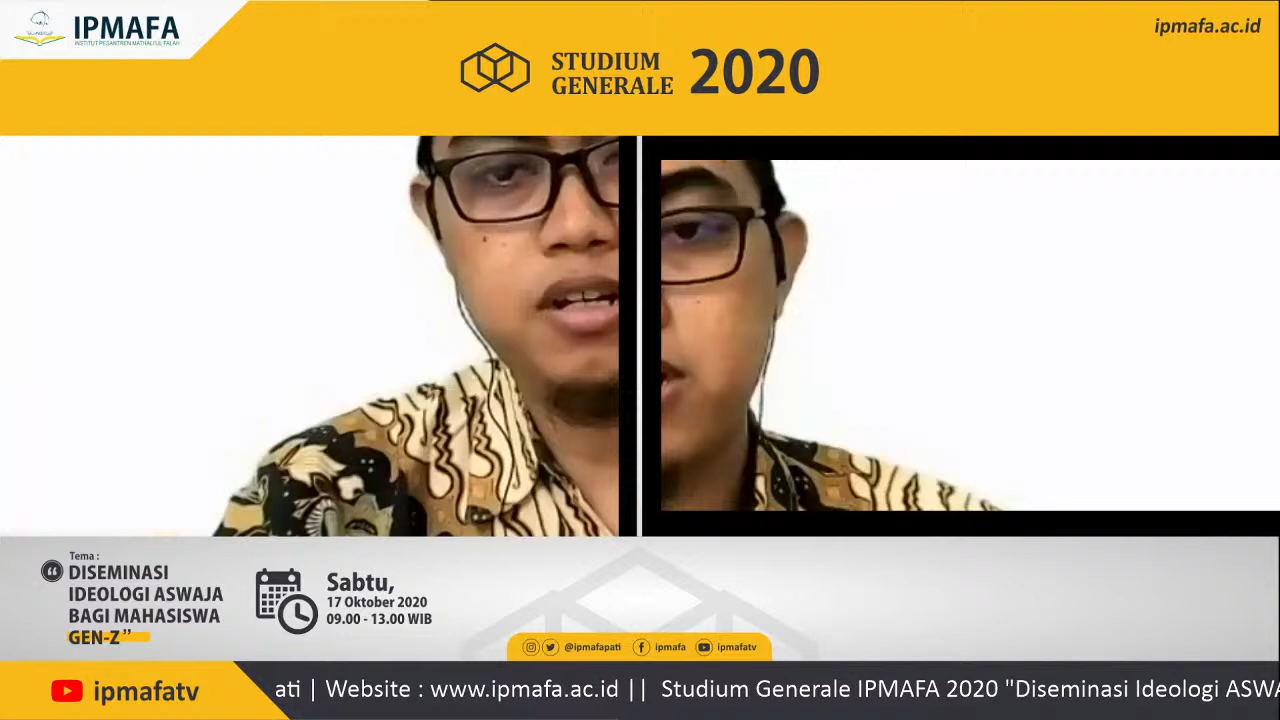 IPMAFA
INSTITUT PESANTREN MATHALI'UL FALAH
ipmafa.ac.id
STUDIUM
GENERALE
2020
Tema :
DISEMINASI
IDEOLOGI ASWAJA
BAGI MAHASISWA
GEN-Z”
Sabtu,
17 Oktober 2020
09.00 - 13.00 WIB
@ipmafapati ipmafa ipmafatv
ipmafatv
ati | Website : www.ipmafa.ac.id || Studium Generale IPMAFA 2020 "Diseminasi Ideologi ASWA